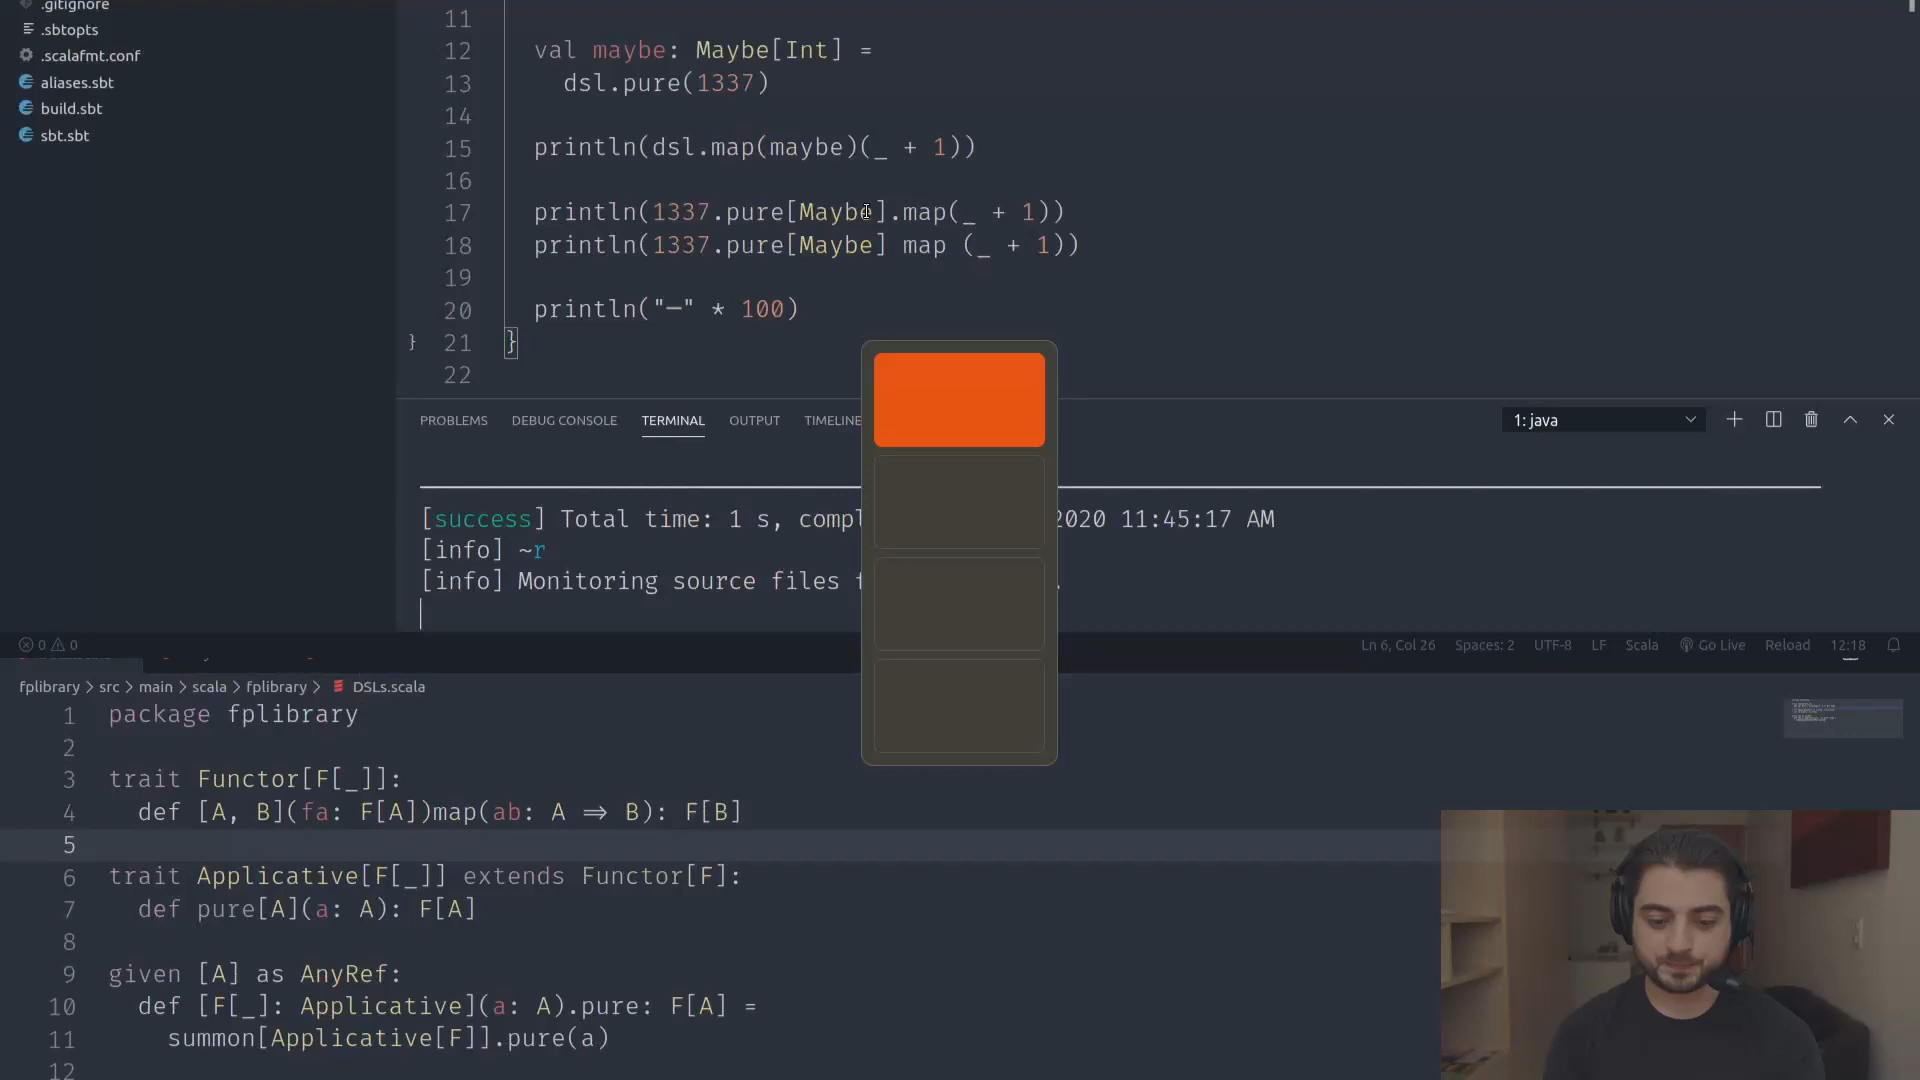 .gitignore
.sbtopts
.scalafmt.conf
aliases.sbt
build.sbt
sbt.sbt
11
12 val maybe: Maybe[Int] =
13 dsl.pure(1337)
14
15 println(dsl.map(maybe)(_ + 1))
16
17 println(1337.pure[Maybe].map(_ + 1))
18 println(1337.pure[Maybe] map (_ + 1))
19
20 println("─" * 100)
} 21 }
22
PROBLEMS DEBUG CONSOLE TERMINAL OUTPUT TIMELINE 1: java
[success] Total time: 1 s, compl 2020 11:45:17 AM
[info] ~r
[info] Monitoring source files
0 0 Ln 6, Col 26 Spaces: 2 UTF-8 LF Scala Go Live Reload 12:18
fplibrary > src > main > scala > fplibrary > DSLs.scala
1 package fplibrary
2
3 trait Functor[F[_]]:
4 def [A, B](fa: F[A])map(ab: A => B): F[B]
5
6 trait Applicative[F[_]] extends Functor[F]:
7 def pure[A](a: A): F[A]
8
9 given [A] as AnyRef:
10 def [F[_]: Applicative](a: A).pure: F[A] =
11 summon[Applicative[F]].pure(a)
12